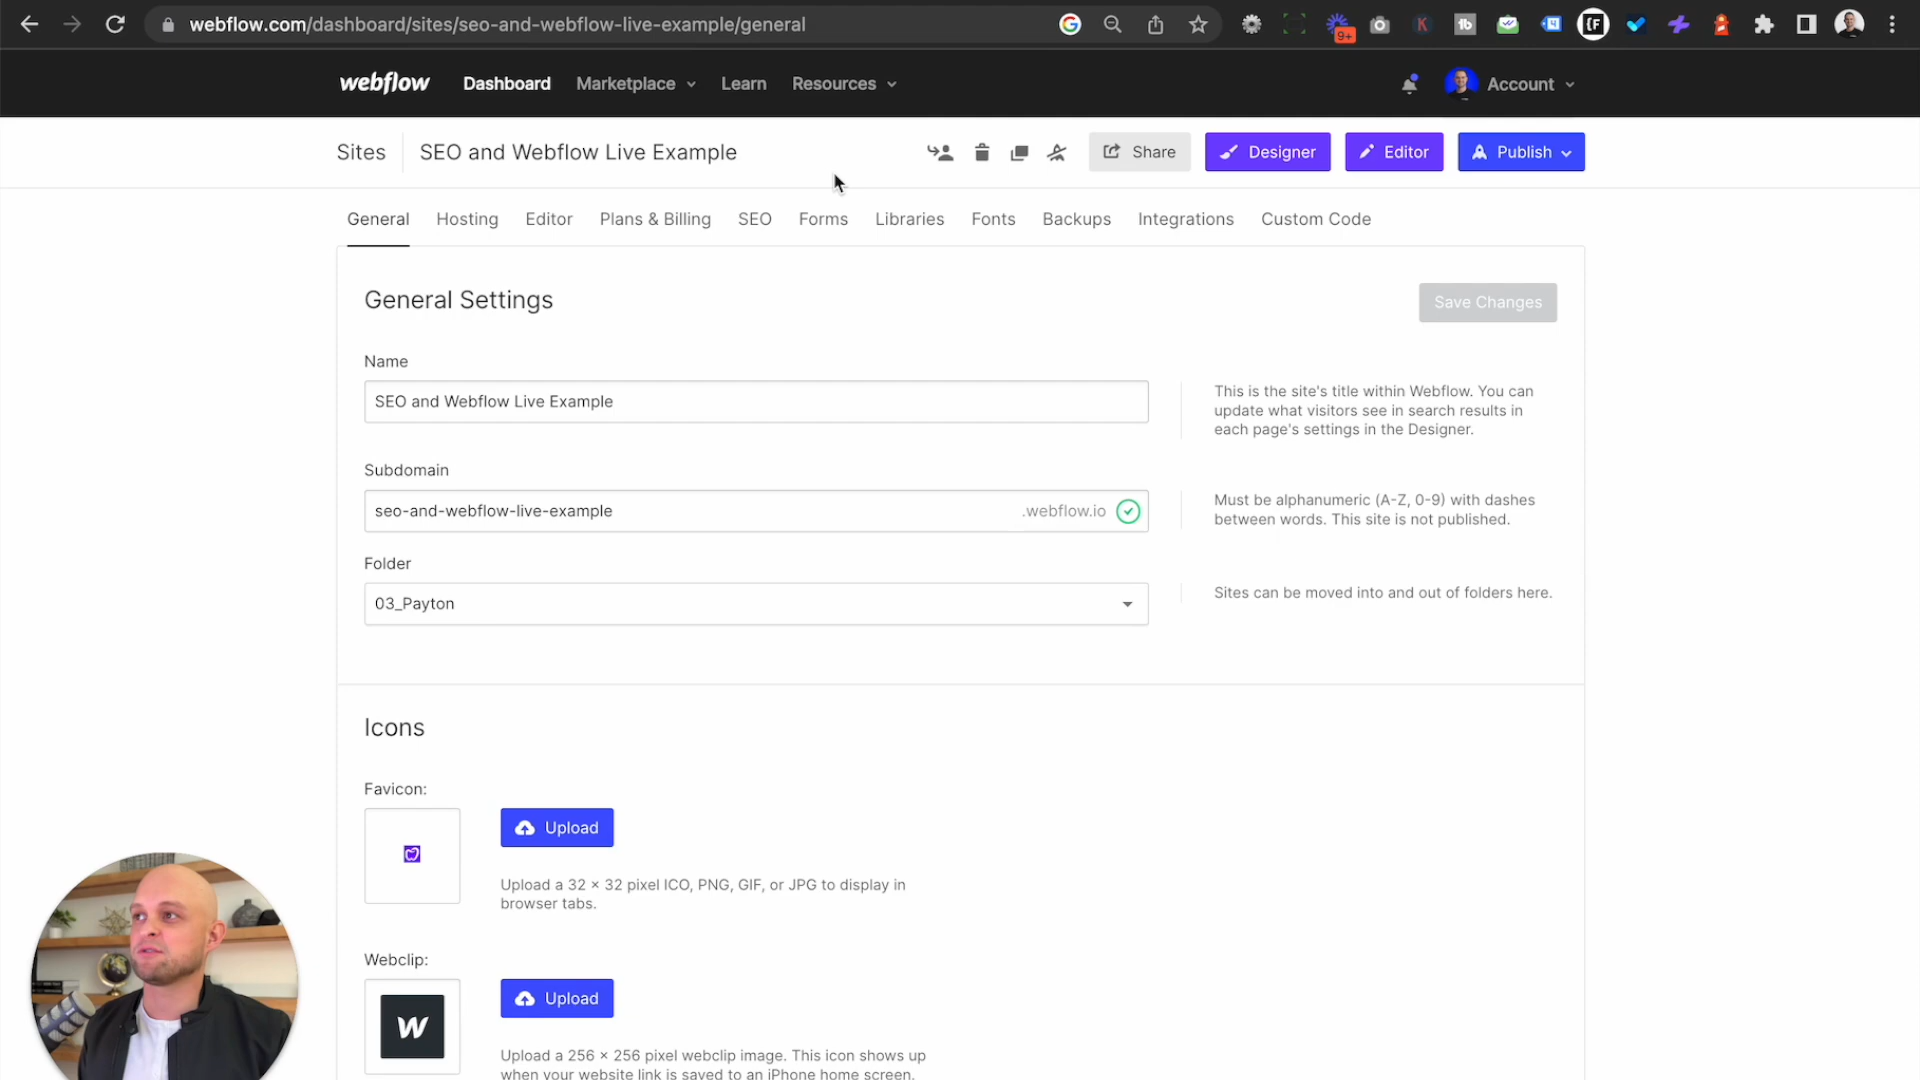 webflow.com/dashboard/sites/seo-and-webflow-live-example/general
9+
webflow Dashboard Marketplace Learn Resources Account
Sites SEO and Webflow Live Example Share Designer Editor Publish
General Hosting Editor Plans & Billing SEO Forms Libraries Fonts Backups Integrations Custom Code
General Settings
Save Changes
Name
SEO and Webflow Live Example
This is the site's title within Webflow. You can
update what visitors see in search results in
each page's settings in the Designer.
Subdomain
seo-and-webflow-live-example .webflow.io
Must be alphanumeric (A-Z, 0-9) with dashes
between words. This site is not published.
Folder
03_Payton
Sites can be moved into and out of folders here.
Icons
Favicon:
Upload
Upload a 32 × 32 pixel ICO, PNG, GIF, or JPG to display in
browser tabs.
Webclip:
Upload
Upload a 256 × 256 pixel webclip image. This icon shows up
when your website link is saved to an iPhone home screen.